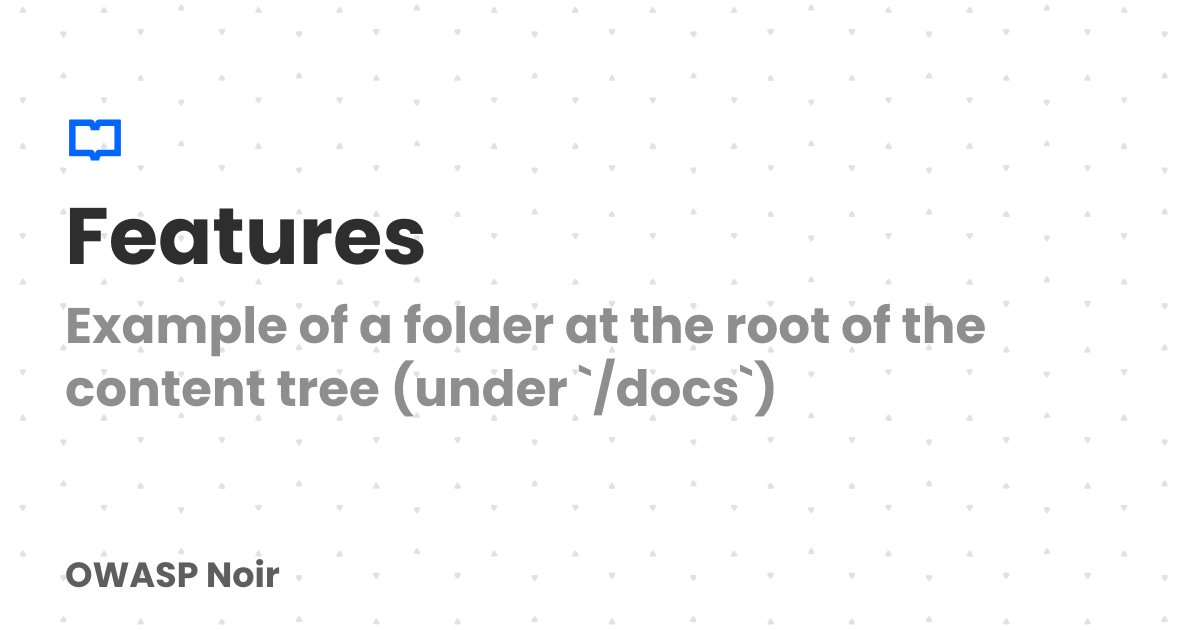 Features
Example of a folder at the root of the
content tree (under `/docs`)
OWASP Noir